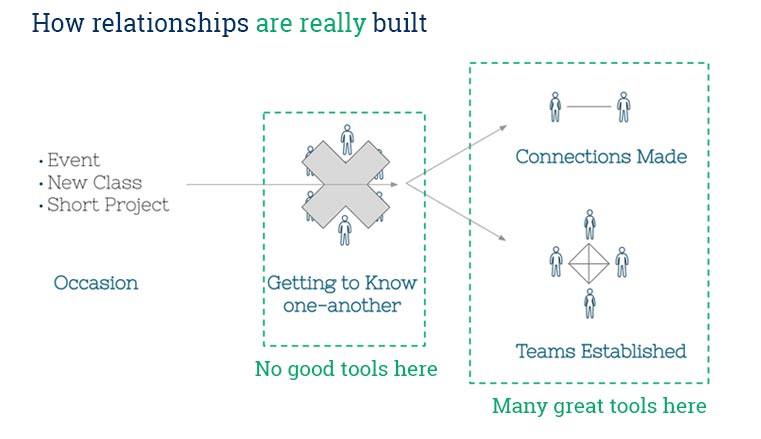 How relationships are really built
· Event
· New Class
· Short Project
Occasion
Getting to Know
one-another
No good tools here
Connections Made
Teams Established
Many great tools here